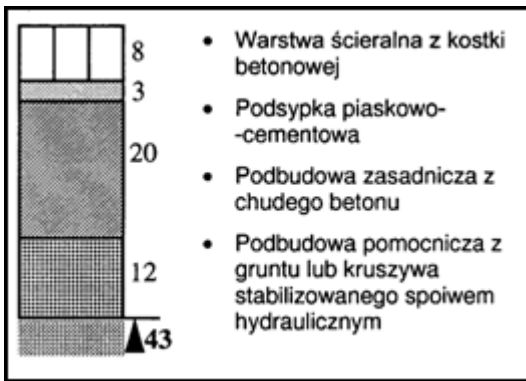 8
3
20
12
43
• Warstwa ścieralna z kostki
betonowej
• Podsypka piaskowo-
-cementowa
• Podbudowa zasadnicza z
chudego betonu
• Podbudowa pomocnicza z
gruntu lub kruszywa
stabilizowanego spoiwem
hydraulicznym